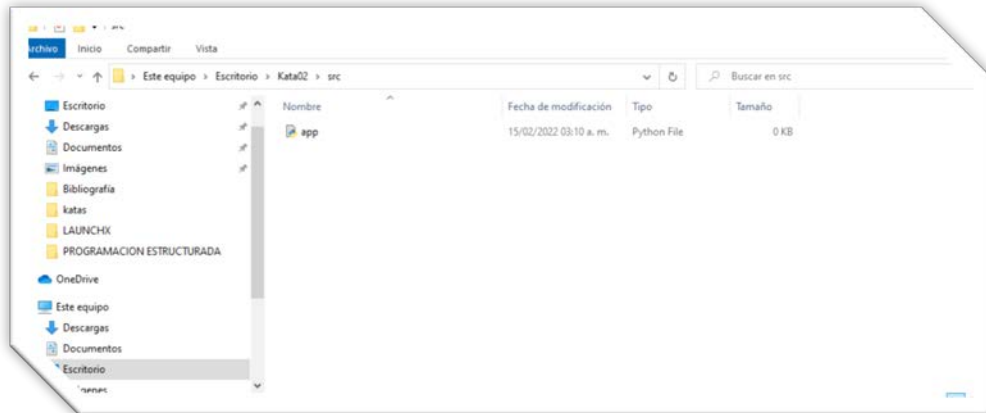 src
Archivo Inicio Compartir Vista
Este equipo > Escritorio > Kata02 > src
Buscar en src
Escritorio
Descargas
Documentos
Imágenes
Bibliografía
katas
LAUNCHX
PROGRAMACION ESTRUCTURADA
OneDrive
Este equipo
Descargas
Documentos
Escritorio
Nombre Fecha de modificación Tipo Tamaño
app 15/02/2022 03:10 a. m. Python File 0 KB